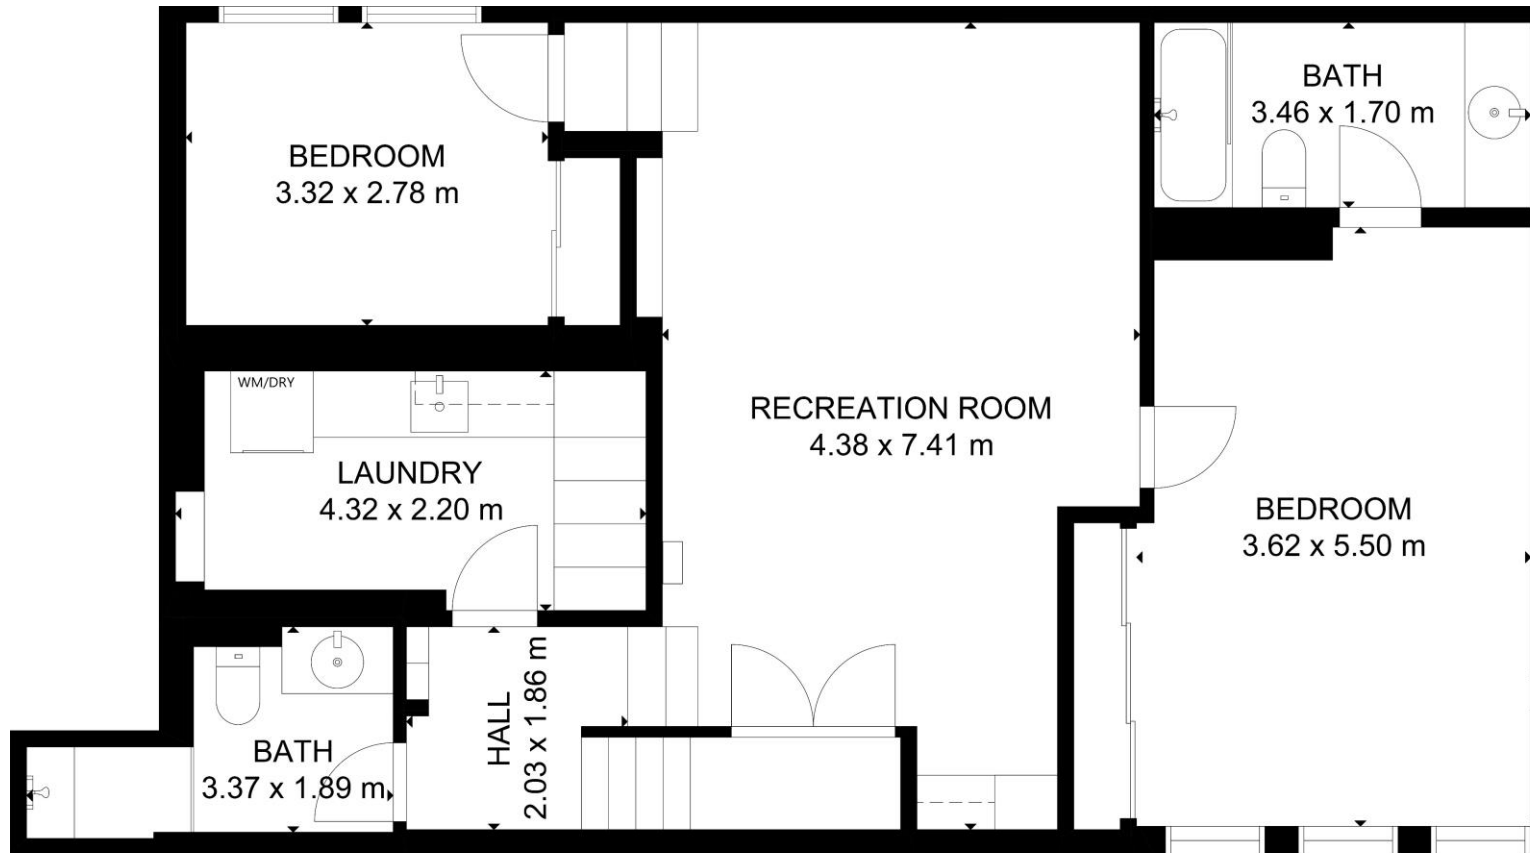 BATH
3.46 x 1.70 m
BEDROOM
3.32 x 2.78 m
WM/DRY
RECREATION ROOM
4.38 x 7.41 m
LAUNDRY
4.32 x 2.20 m
BEDROOM
3.62 x 5.50 m
HALL
2.03 x 1.86 m
BATH
3.37 x 1.89 m